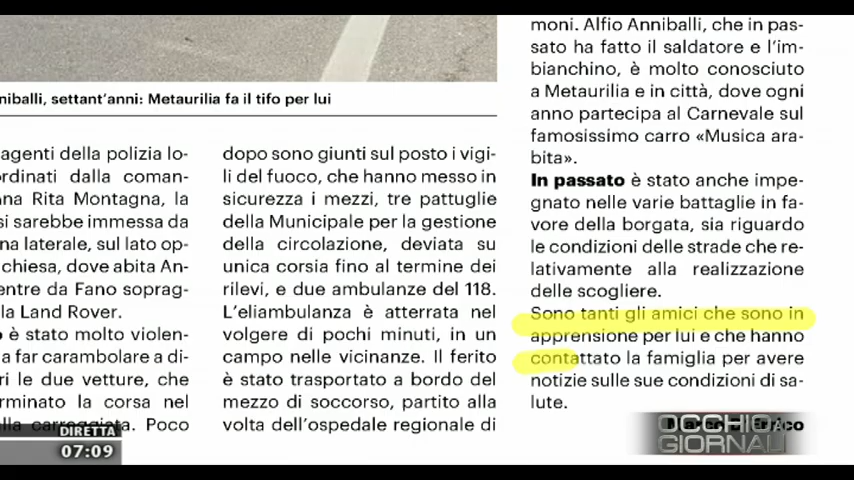 niballi, settant'anni: Metaurilia fa il tifo per lui
agenti della polizia lo-
rdinati dalla coman-
na Rita Montagna, la
si sarebbe immessa da
na laterale, sul lato op-
chiesa, dove abita An-
entre da Fano soprag-
la Land Rover.
è stato molto violen-
a far carambolare a di-
ri le due vetture, che
rminato la corsa nel
lla carreggiata. Poco
dopo sono giunti sul posto i vigi-
li del fuoco, che hanno messo in
sicurezza i mezzi, tre pattuglie
della Municipale per la gestione
della circolazione, deviata su
unica corsia fino al termine dei
rilievi, e due ambulanze del 118.
L'eliambulanza è atterrata nel
volgere di pochi minuti, in un
campo nelle vicinanze. Il ferito
è stato trasportato a bordo del
mezzo di soccorso, partito alla
volta dell'ospedale regionale di
moni. Alfio Anniballi, che in pas-
sato ha fatto il saldatore e l'im-
bianchino, è molto conosciuto
a Metaurilia e in città, dove ogni
anno partecipa al Carnevale sul
famosissimo carro «Musica ara-
bita».
In passato è stato anche impe-
gnato nelle varie battaglie in fa-
vore della borgata, sia riguardo
le condizioni delle strade che re-
lativamente alla realizzazione
delle scogliere.
Sono tanti gli amici che sono in
apprensione per lui e che hanno
contattato la famiglia per avere
notizie sulle sue condizioni di sa-
lute.
DIRETTA
07:09
OCCHIO AI
GIORNALI